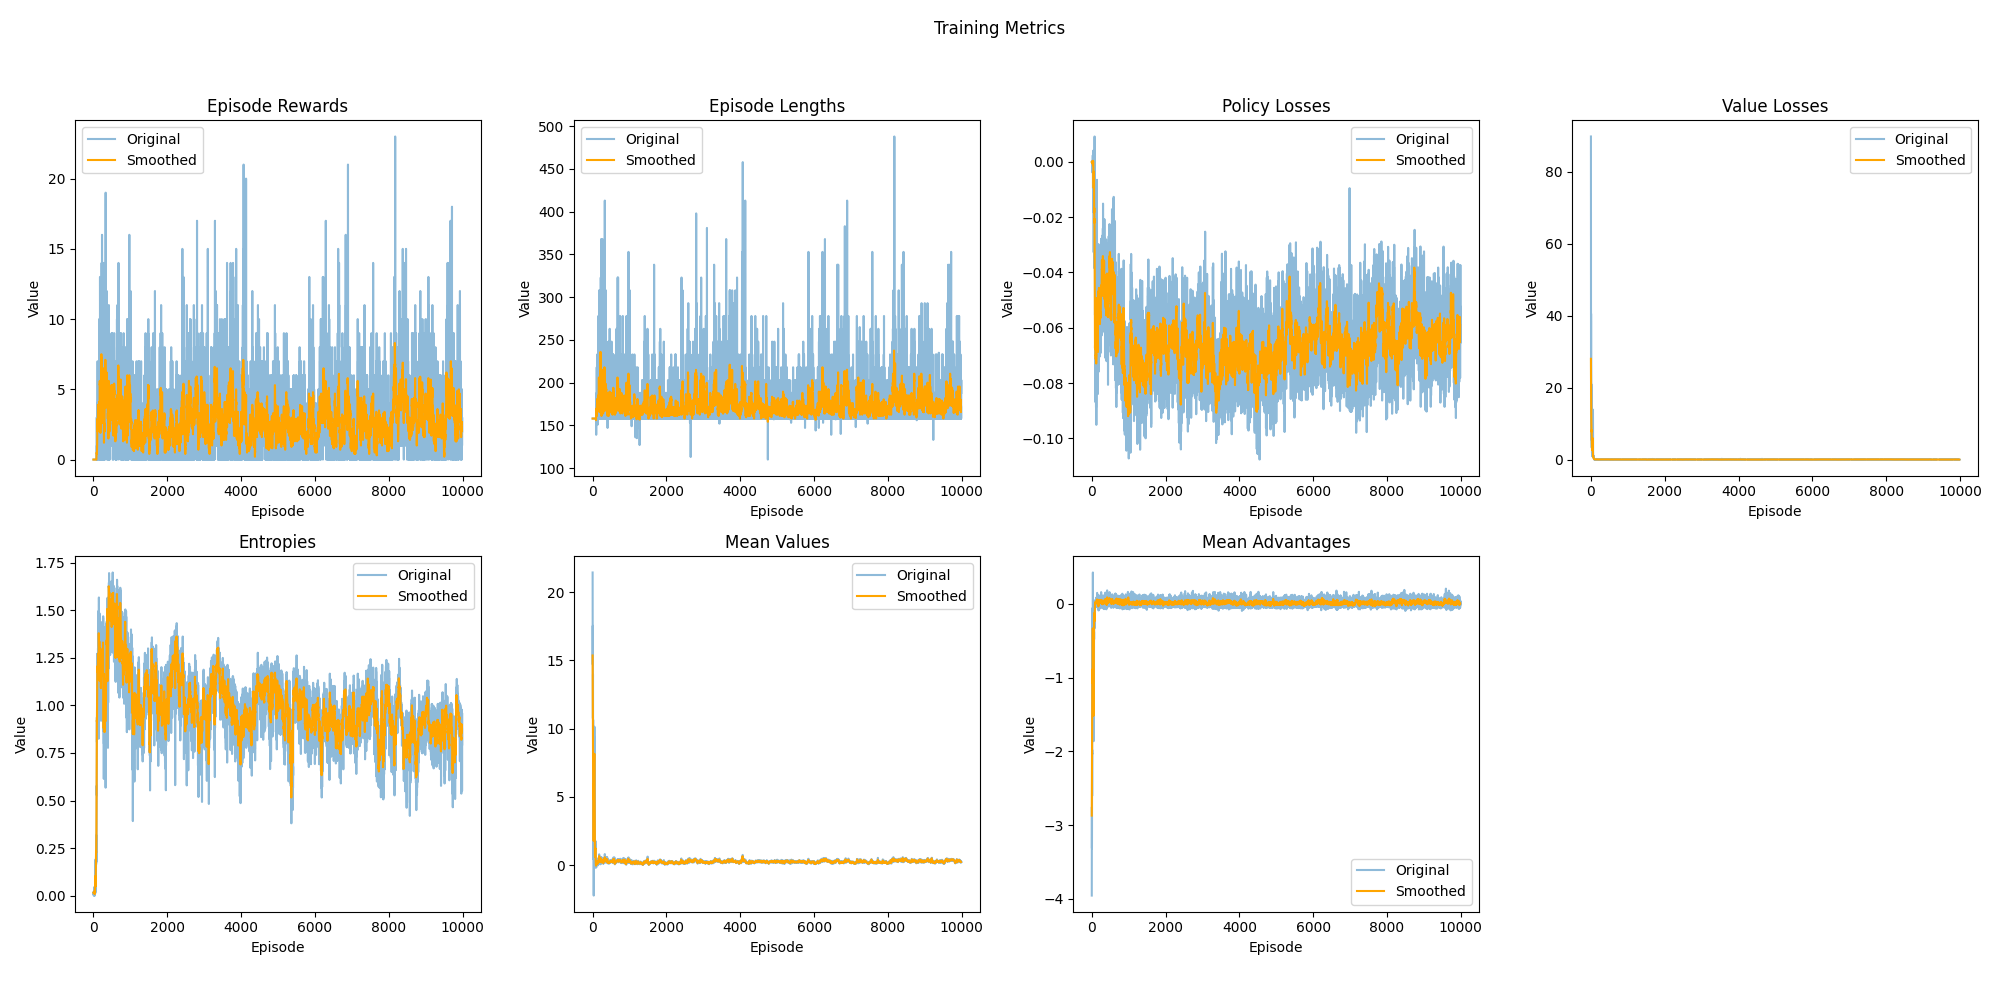 Training Metrics
Episode Rewards
Original
Smoothed
Value
20
15
10
5
0
0 2000 4000 6000 8000 10000
Episode
Episode Lengths
Original
Smoothed
Value
500
450
400
350
300
250
200
150
100
0 2000 4000 6000 8000 10000
Episode
Policy Losses
Original
Smoothed
Value
0.00
−0.02
−0.04
−0.06
−0.08
−0.10
0 2000 4000 6000 8000 10000
Episode
Value Losses
Original
Smoothed
Value
80
60
40
20
0
0 2000 4000 6000 8000 10000
Episode
Entropies
Original
Smoothed
Value
1.75
1.50
1.25
1.00
0.75
0.50
0.25
0.00
0 2000 4000 6000 8000 10000
Episode
Mean Values
Original
Smoothed
Value
20
15
10
5
0
0 2000 4000 6000 8000 10000
Episode
Mean Advantages
Original
Smoothed
Value
0
−1
−2
−3
−4
0 2000 4000 6000 8000 10000
Episode